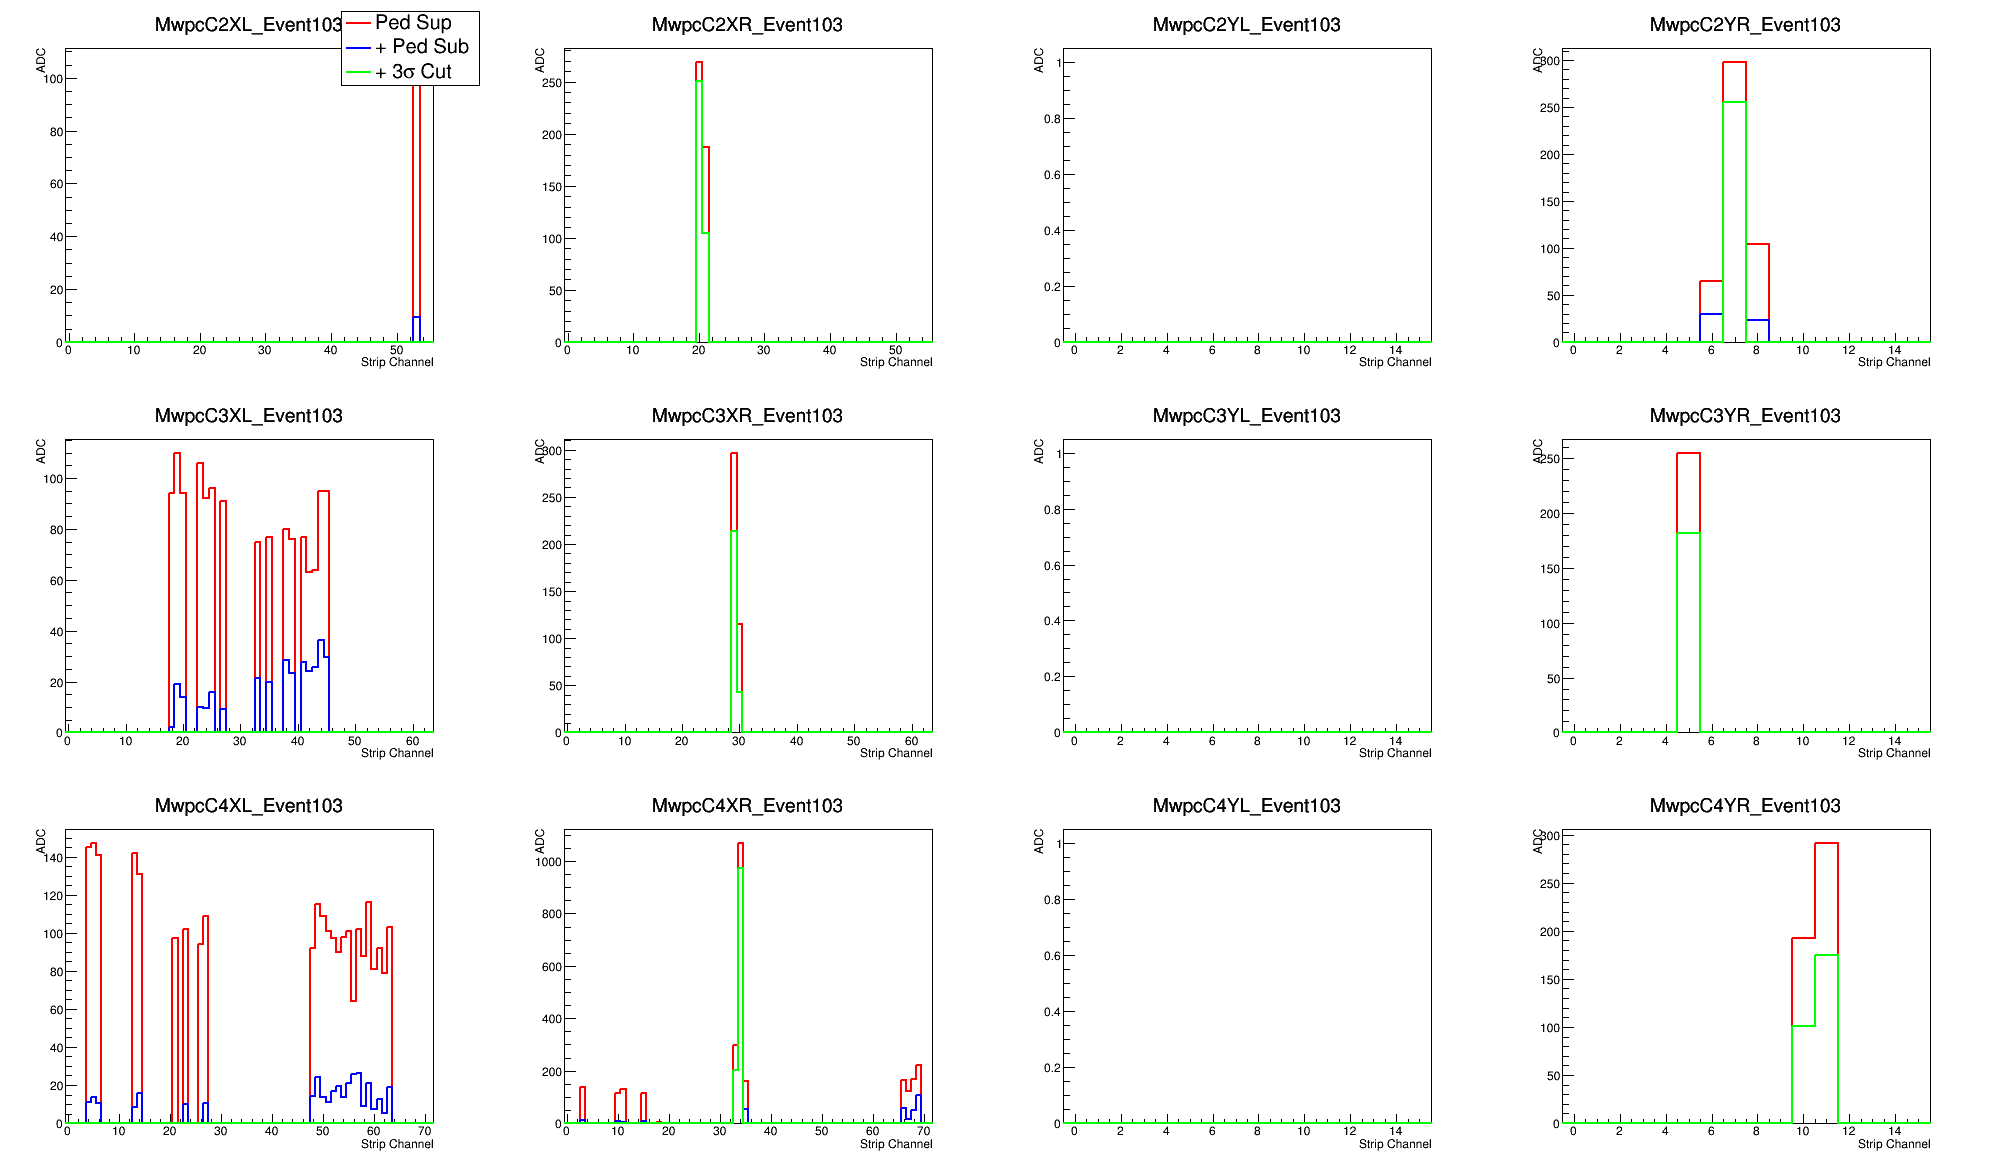 MwpcC2XL_Event103
Ped Sup
+ Ped Sub
+ 3σ Cut
ADC
100
80
60
40
20
0
0 10 20 30 40 50
Strip Channel
MwpcC2XR_Event103
ADC
250
200
150
100
50
0
0 10 20 30 40 50
Strip Channel
MwpcC2YL_Event103
ADC
1
0.8
0.6
0.4
0.2
0
0 2 4 6 8 10 12 14
Strip Channel
MwpcC2YR_Event103
ADC
300
250
200
150
100
50
0
0 2 4 6 8 10 12 14
Strip Channel
MwpcC3XL_Event103
ADC
100
80
60
40
20
0
0 10 20 30 40 50 60
Strip Channel
MwpcC3XR_Event103
ADC
300
250
200
150
100
50
0
0 10 20 30 40 50 60
Strip Channel
MwpcC3YL_Event103
ADC
1
0.8
0.6
0.4
0.2
0
0 2 4 6 8 10 12 14
Strip Channel
MwpcC3YR_Event103
ADC
250
200
150
100
50
0
0 2 4 6 8 10 12 14
Strip Channel
MwpcC4XL_Event103
ADC
140
120
100
80
60
40
20
0
0 10 20 30 40 50 60 70
Strip Channel
MwpcC4XR_Event103
ADC
1000
800
600
400
200
0
0 10 20 30 40 50 60 70
Strip Channel
MwpcC4YL_Event103
ADC
1
0.8
0.6
0.4
0.2
0
0 2 4 6 8 10 12 14
Strip Channel
MwpcC4YR_Event103
ADC
300
250
200
150
100
50
0
0 2 4 6 8 10 12 14
Strip Channel